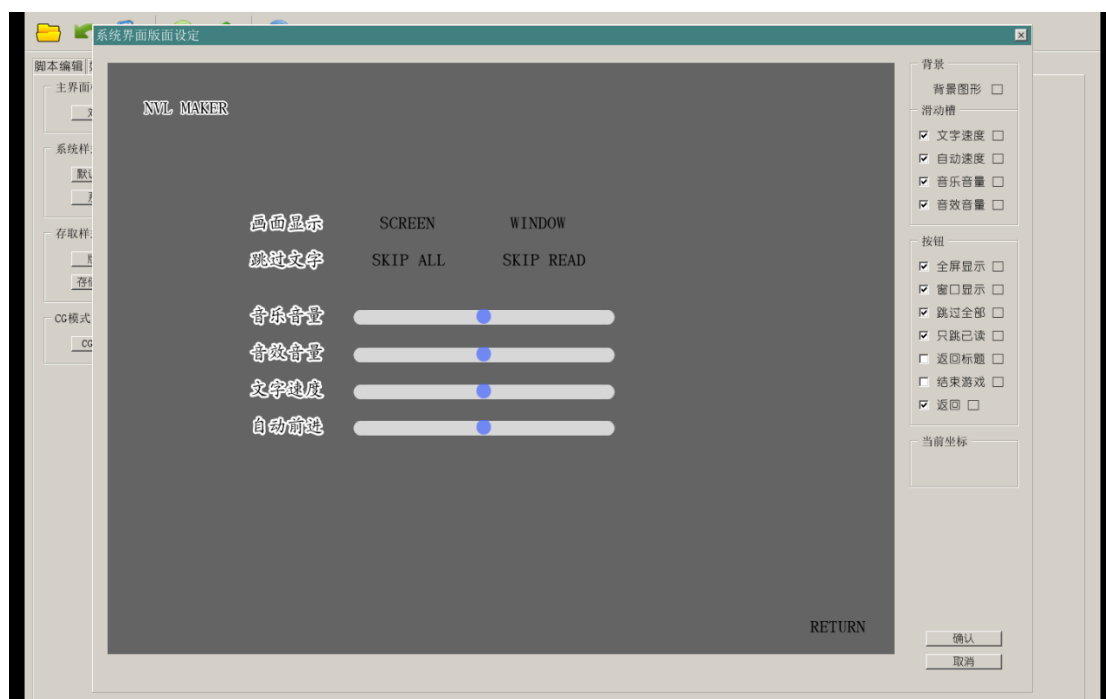 系统界面版面设定
脚本编辑
主界面
系统样
默认
存取样
存储
CG模式
CG
NVL MAKER
画面显示 SCREEN WINDOW
跳过文字 SKIP ALL SKIP READ
音乐音量
音效音量
文字速度
自动前进
RETURN
背景
背景图形
滑动槽
文字速度
自动速度
音乐音量
音效音量
按钮
全屏显示
窗口显示
跳过全部
只跳已读
返回标题
结束游戏
返回
当前坐标
确认
取消